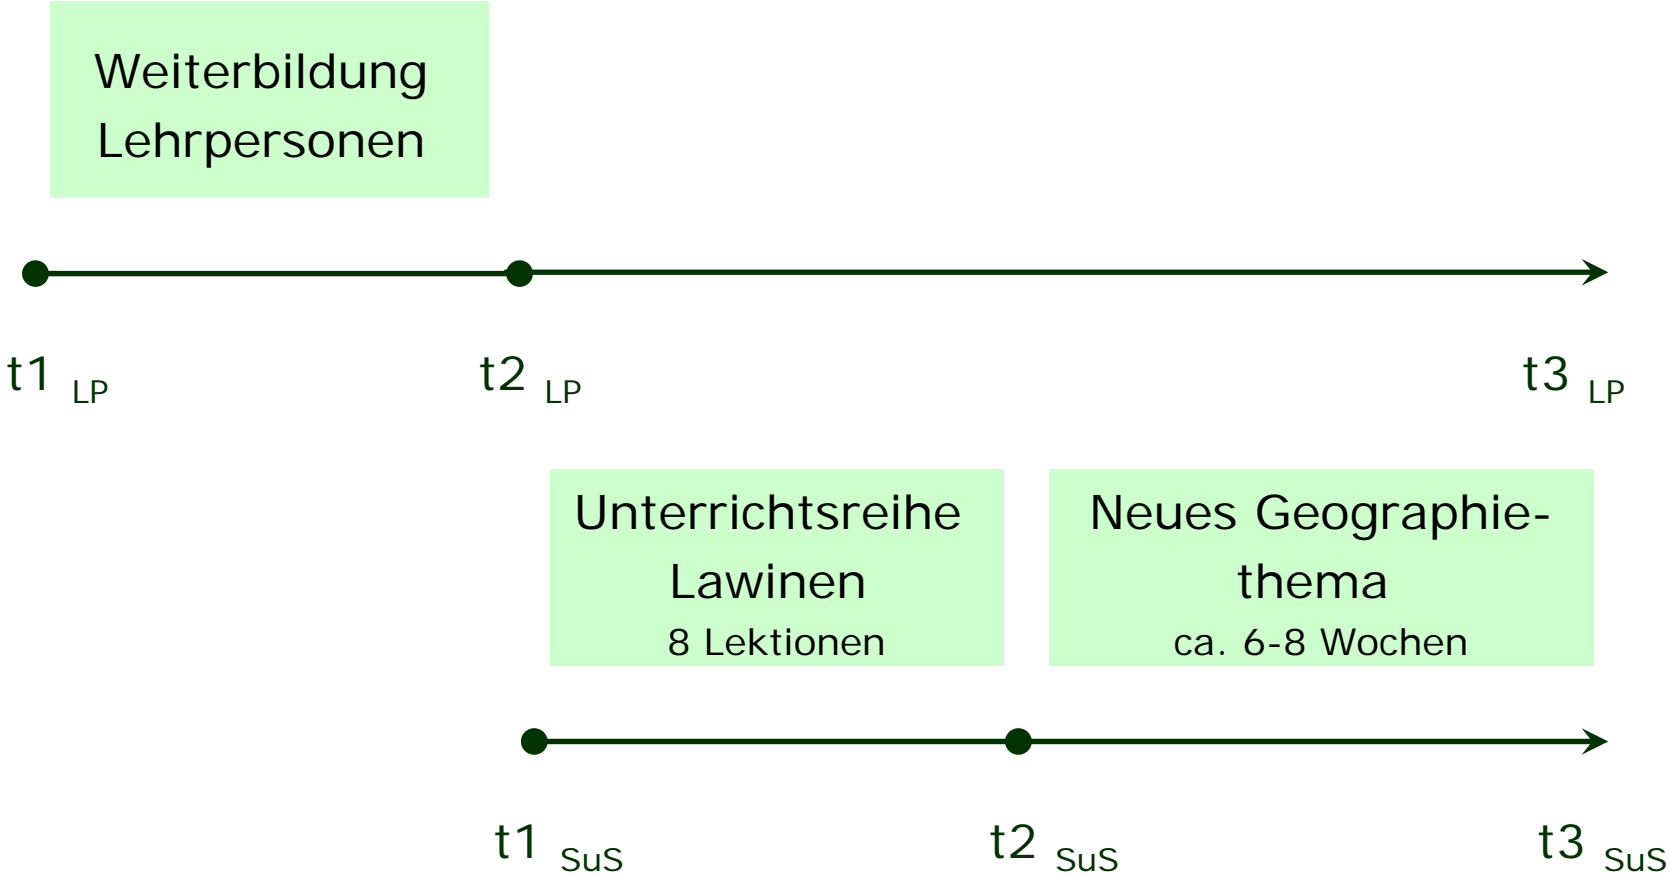 Weiterbildung
Lehrpersonen
t1 LP
t2 LP
t3 LP
Unterrichtsreihe
Lawinen
8 Lektionen
Neues Geographie-
thema
ca. 6-8 Wochen
t1 SuS
t2 SuS
t3 SuS